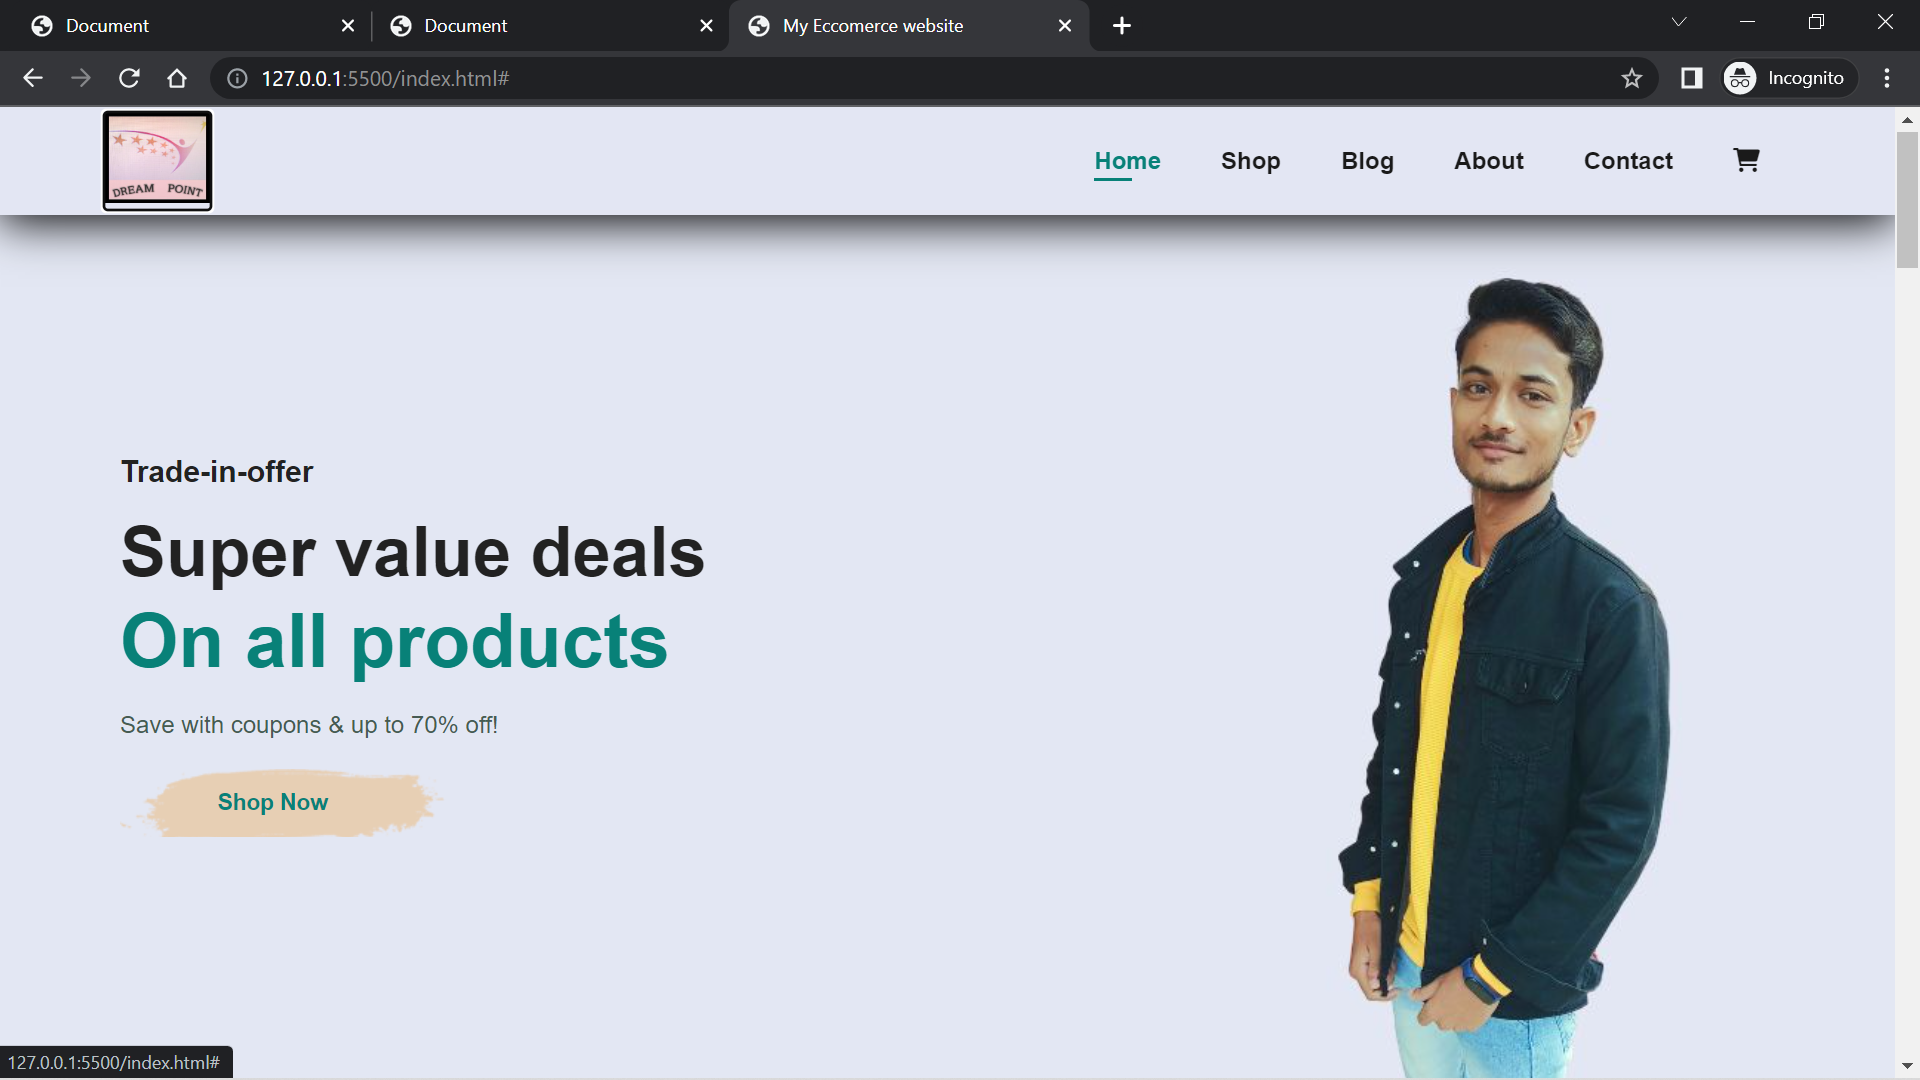 Document
Document
My Eccomerce website
127.0.0.1:5500/index.html#
Incognito
DREAM POINT
Home
Shop
Blog
About
Contact
Trade-in-offer
Super value deals
On all products
Save with coupons & up to 70% off!
Shop Now
127.0.0.1:5500/index.html#